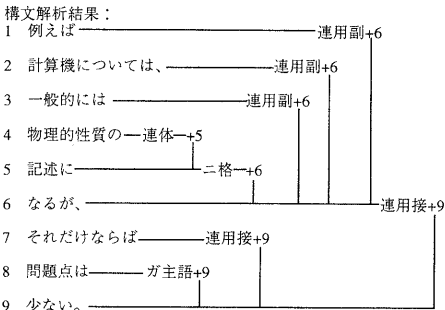 構文解析結果：
1 例えば 連用副+6
2 計算機については、 連用副+6
3 一般的には 連用副+6
4 物理的性質の 連体 +5
5 記述に ニ格 +6
6 なるが、 連用接+9
7 それだけならば 連用接+9
8 問題点は ガ主語+9
9 少ない。